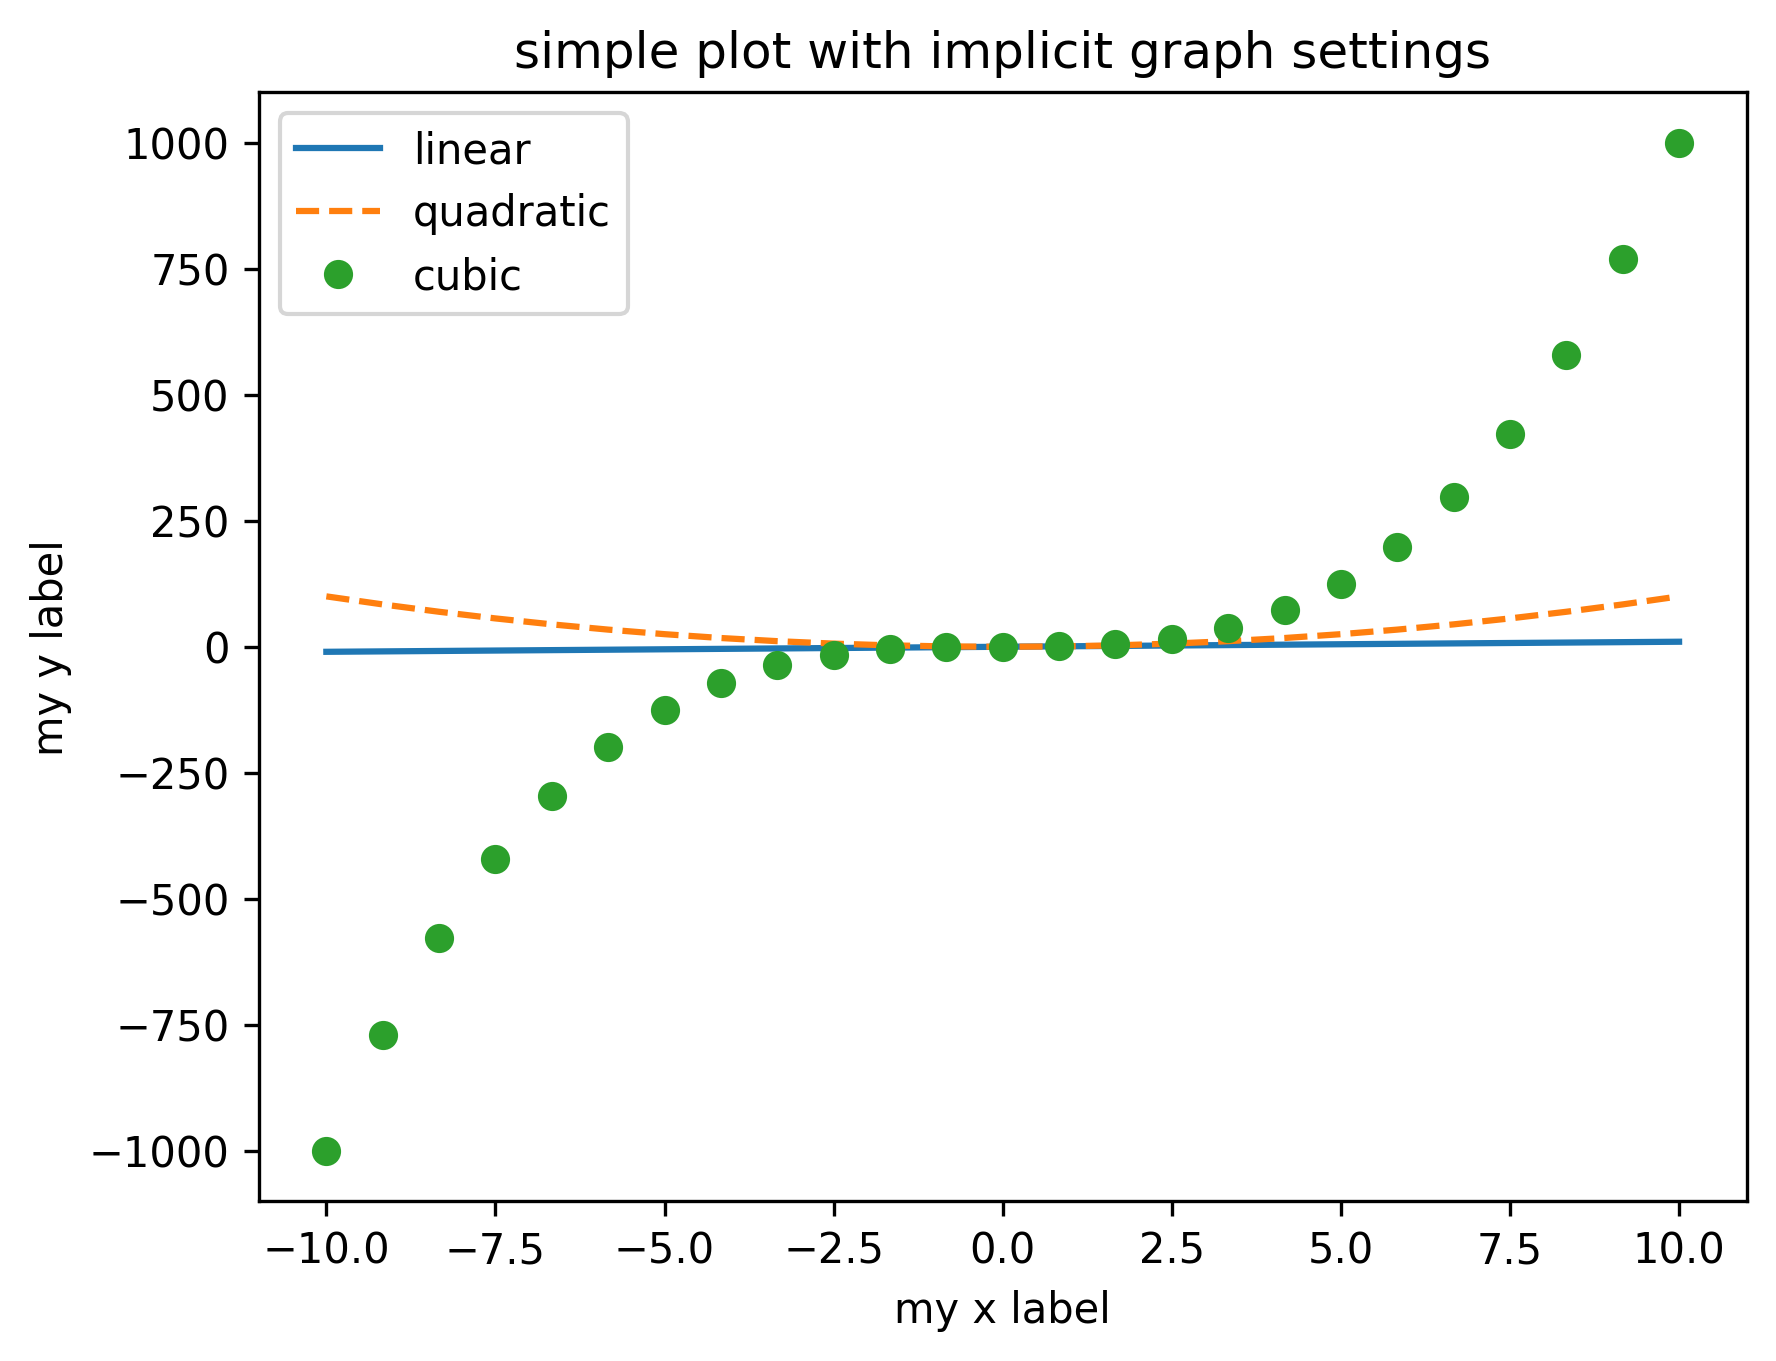 simple plot with implicit graph settings
linear
quadratic
cubic
1000
750
500
250
0
−250
−500
−750
−1000
my y label
−10.0 −7.5 −5.0 −2.5 0.0 2.5 5.0 7.5 10.0
my x label